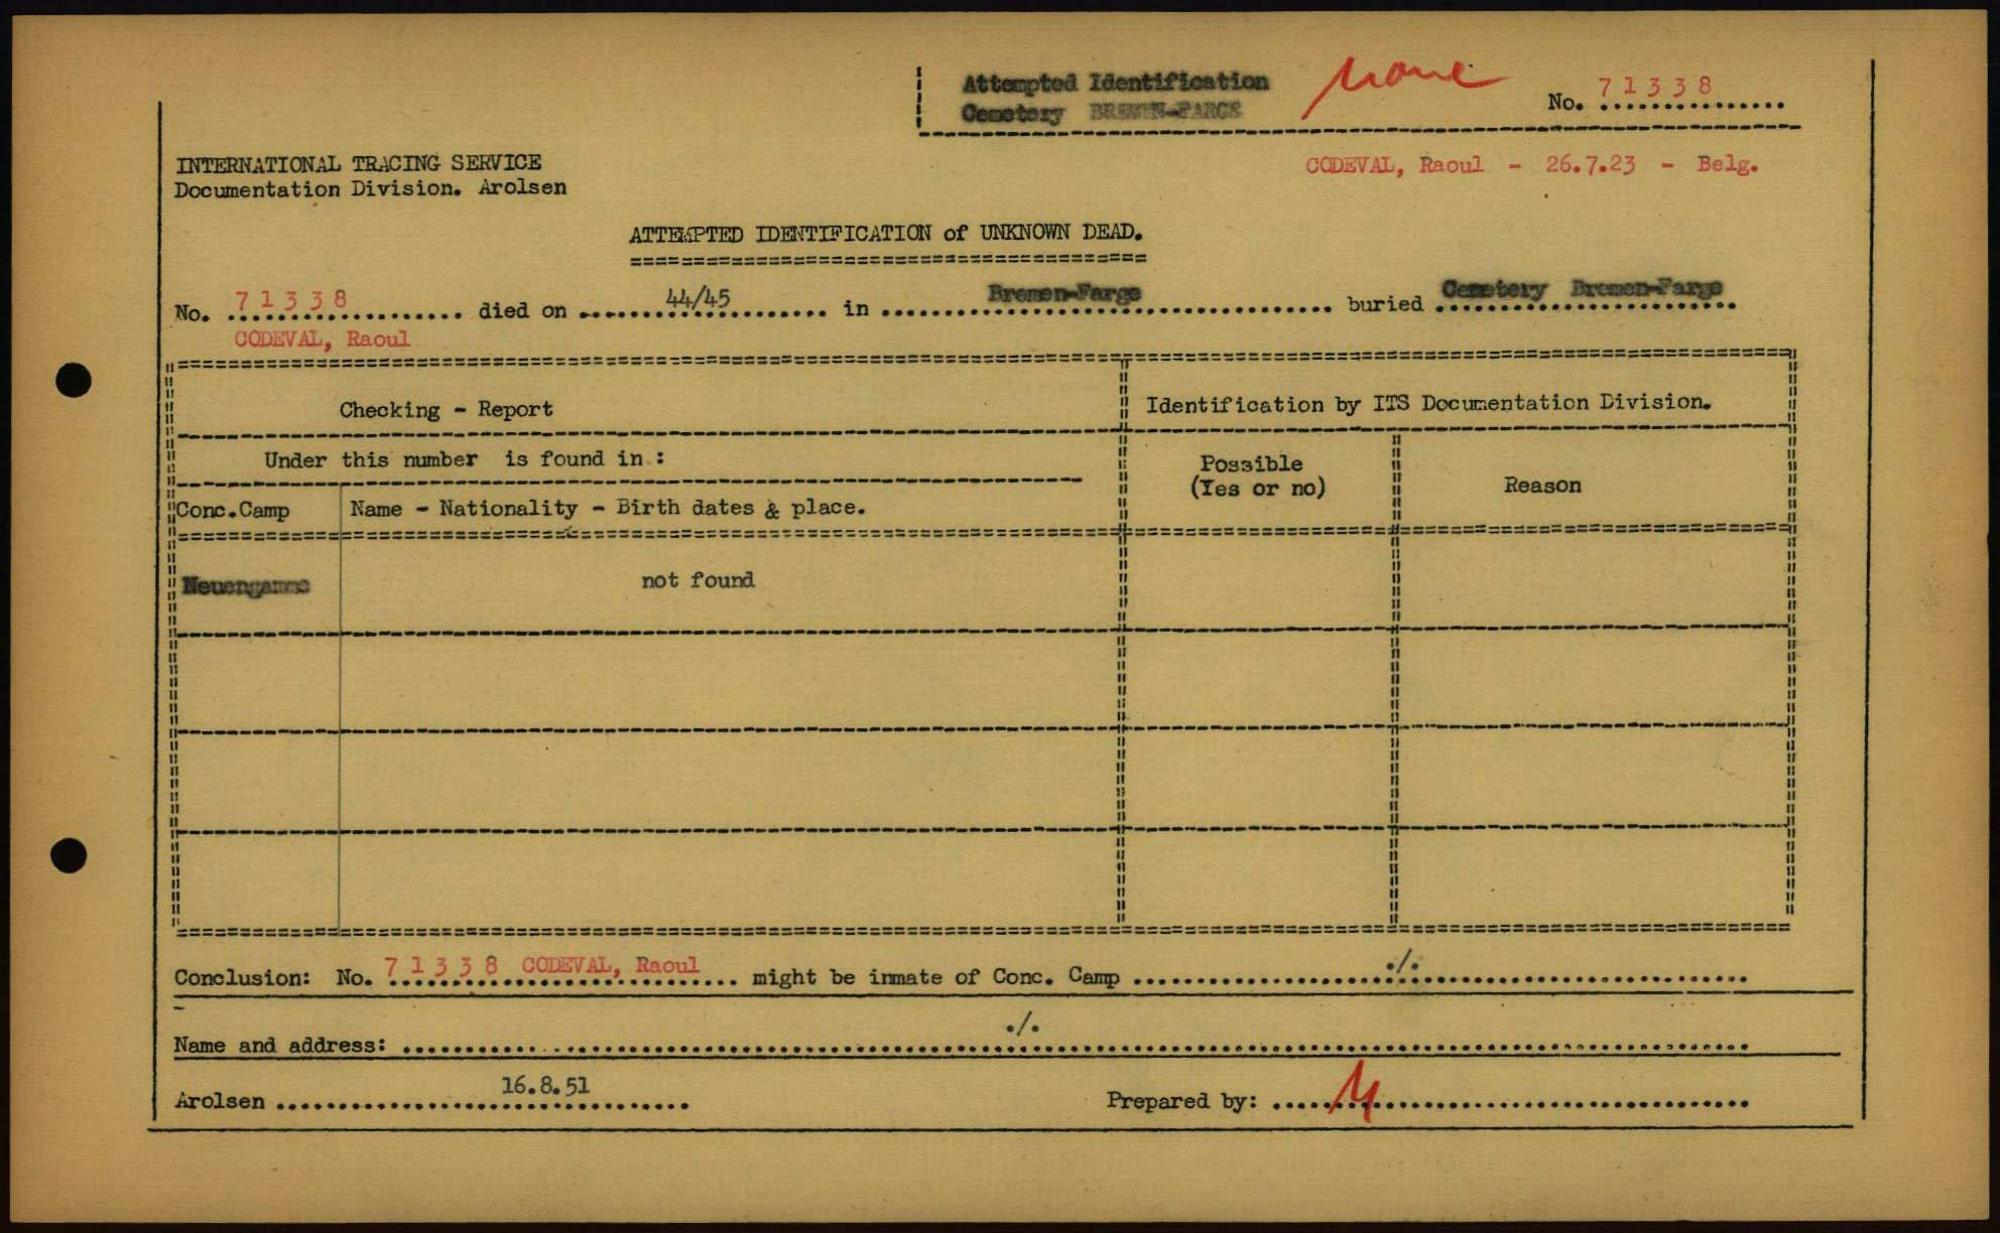 Attempted Identification
Cemetery BREMEN-FARGE
none
No. 71338
INTERNATIONAL TRACING SERVICE
Documentation Division. Arolsen
CODEVAL, Raoul - 26.7.23 - Belg.
ATTEMPTED IDENTIFICATION of UNKNOWN DEAD.
No. 71338 died on 44/45 in Bremen-Farge buried Cemetery Bremen-Farge
CODEVAL, Raoul
Checking - Report
Identification by ITS Documentation Division.
Under this number is found in :
Possible
(Yes or no)
Reason
Conc.Camp
Name - Nationality - Birth dates & place.
Neuengamme
not found
Conclusion: No. 71338 CODEVAL, Raoul might be inmate of Conc. Camp ./.
Name and address: ./.
Arolsen 16.8.51
Prepared by: